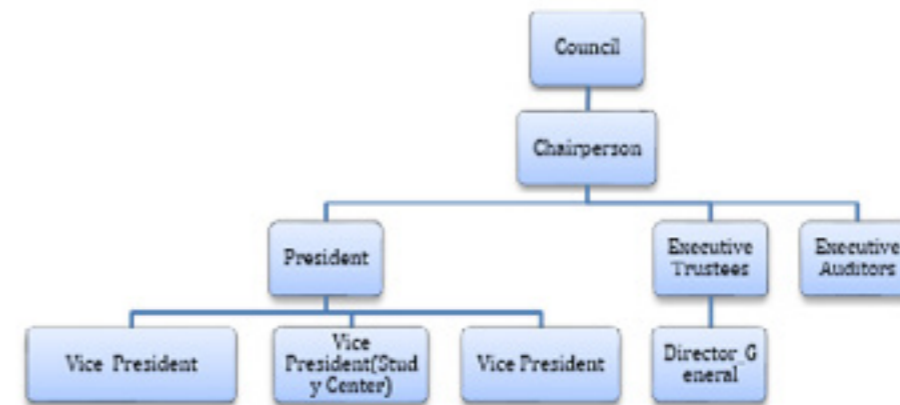 Council
Chairperson
President
Executive
Trustees
Executive
Auditors
Vice President
Vice
President(Stud
y Center)
Vice President
Director_G
eneral